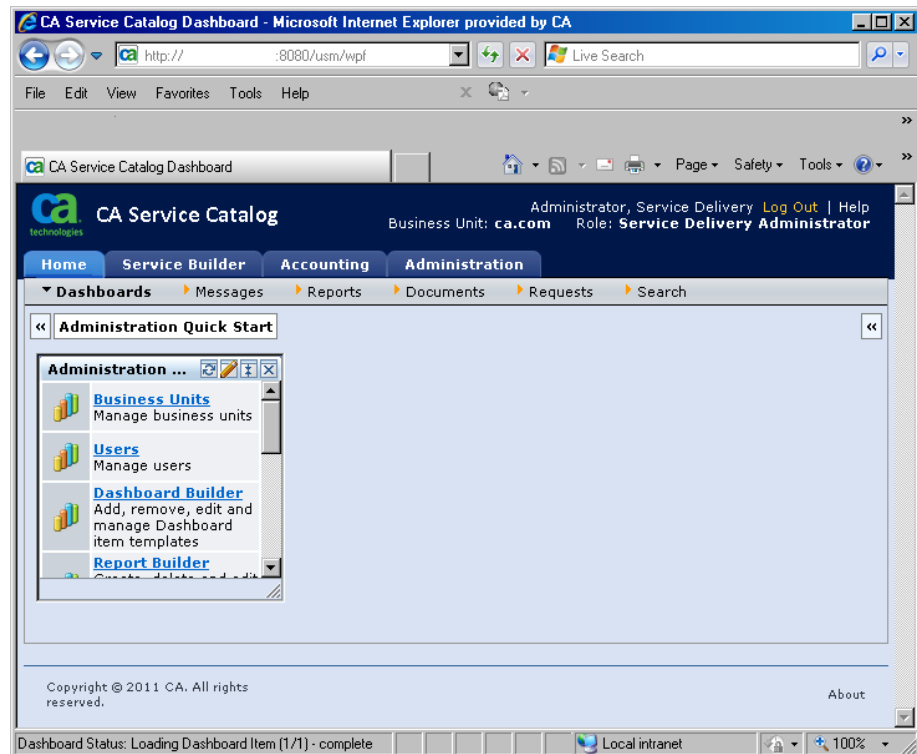 CA Service Catalog Dashboard - Microsoft Internet Explorer provided by CA
http:// :8080/usm/wpf
Live Search
File Edit View Favorites Tools Help
CA Service Catalog Dashboard
Page Safety Tools
ca technologies
CA Service Catalog
Administrator, Service Delivery Log Out | Help
Business Unit: ca.com Role: Service Delivery Administrator
Home Service Builder Accounting Administration
Dashboards Messages Reports Documents Requests Search
« Administration Quick Start «
Administration ...
Business Units
Manage business units
Users
Manage users
Dashboard Builder
Add, remove, edit and
manage Dashboard
item templates
Report Builder
Create, delete and edit
Copyright © 2011 CA. All rights
reserved.
About
Dashboard Status: Loading Dashboard Item (1/1) - complete
Local intranet
100%